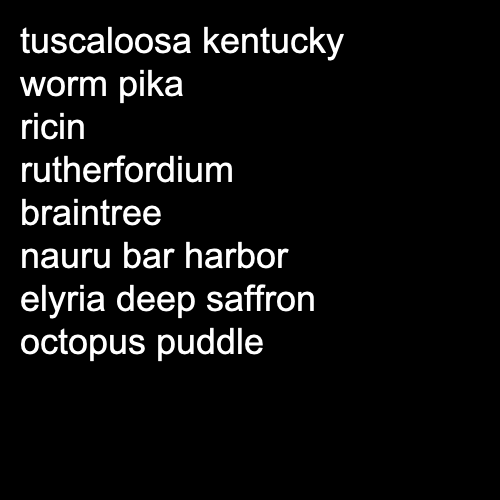 tuscaloosa kentucky
worm pika
ricin
rutherfordium
braintree
nauru bar harbor
elyria deep saffron
octopus puddle